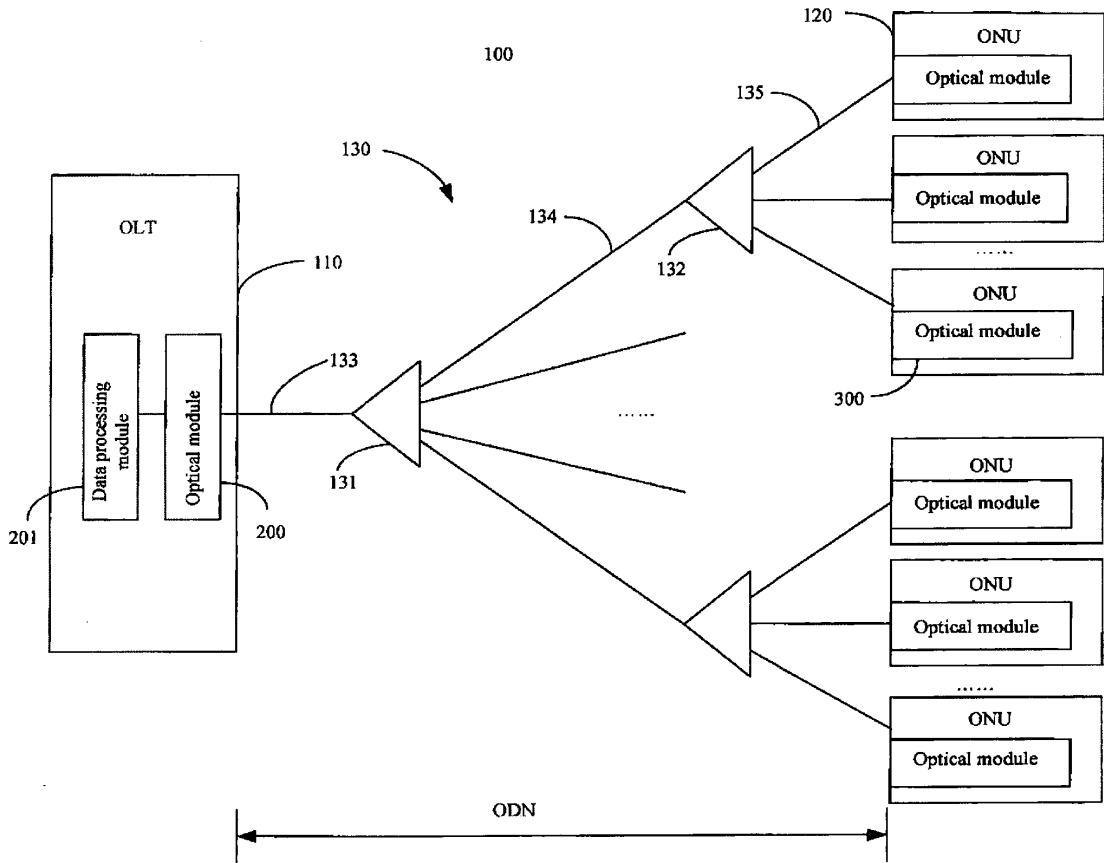 120
ONU
Optical module
100
135
130
ONU
Optical module
OLT
134
132
……
110
ONU
Optical module
133
300
Data processing
module
Optical module
……
131
ONU
Optical module
201
200
ONU
Optical module
……
ONU
Optical module
ODN